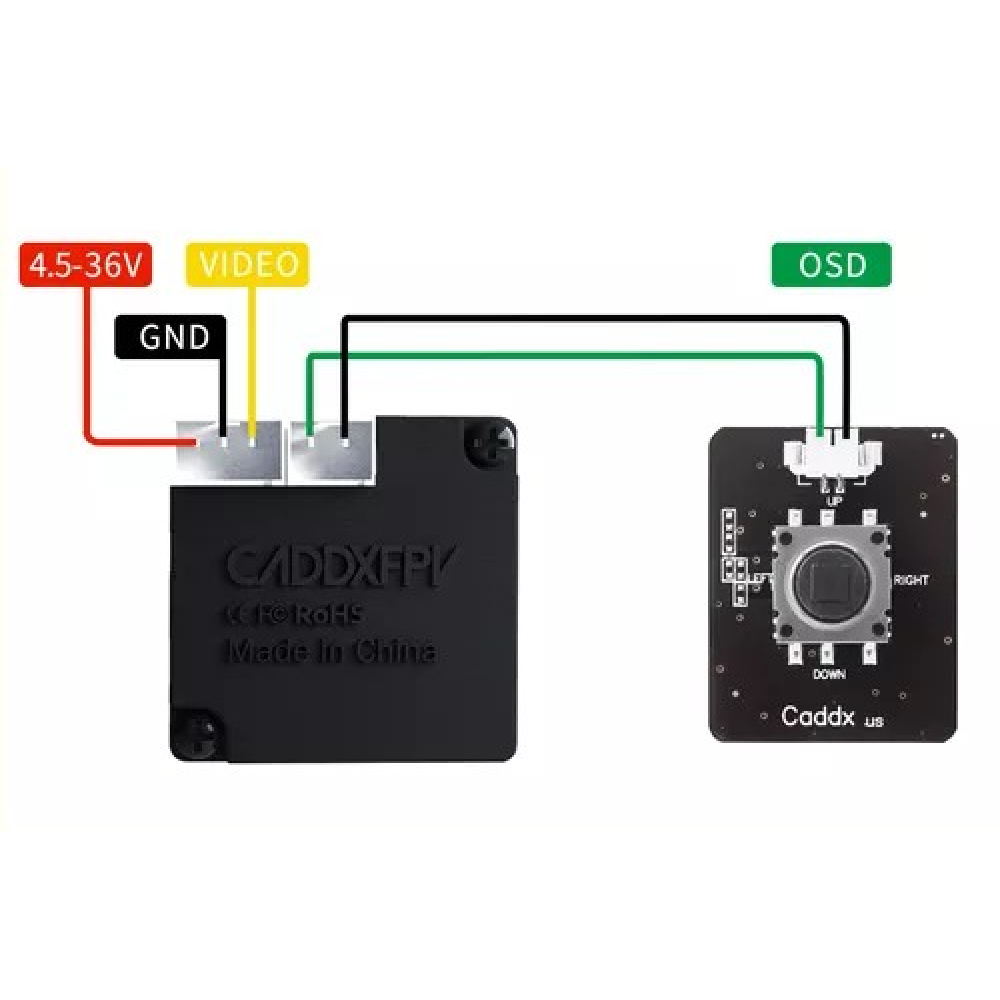 4.5-36V
VIDEO
OSD
GND
UP
CADDXFPV
CE FC RoHS
LEFT
RIGHT
Made In China
DOWN
Caddx .us